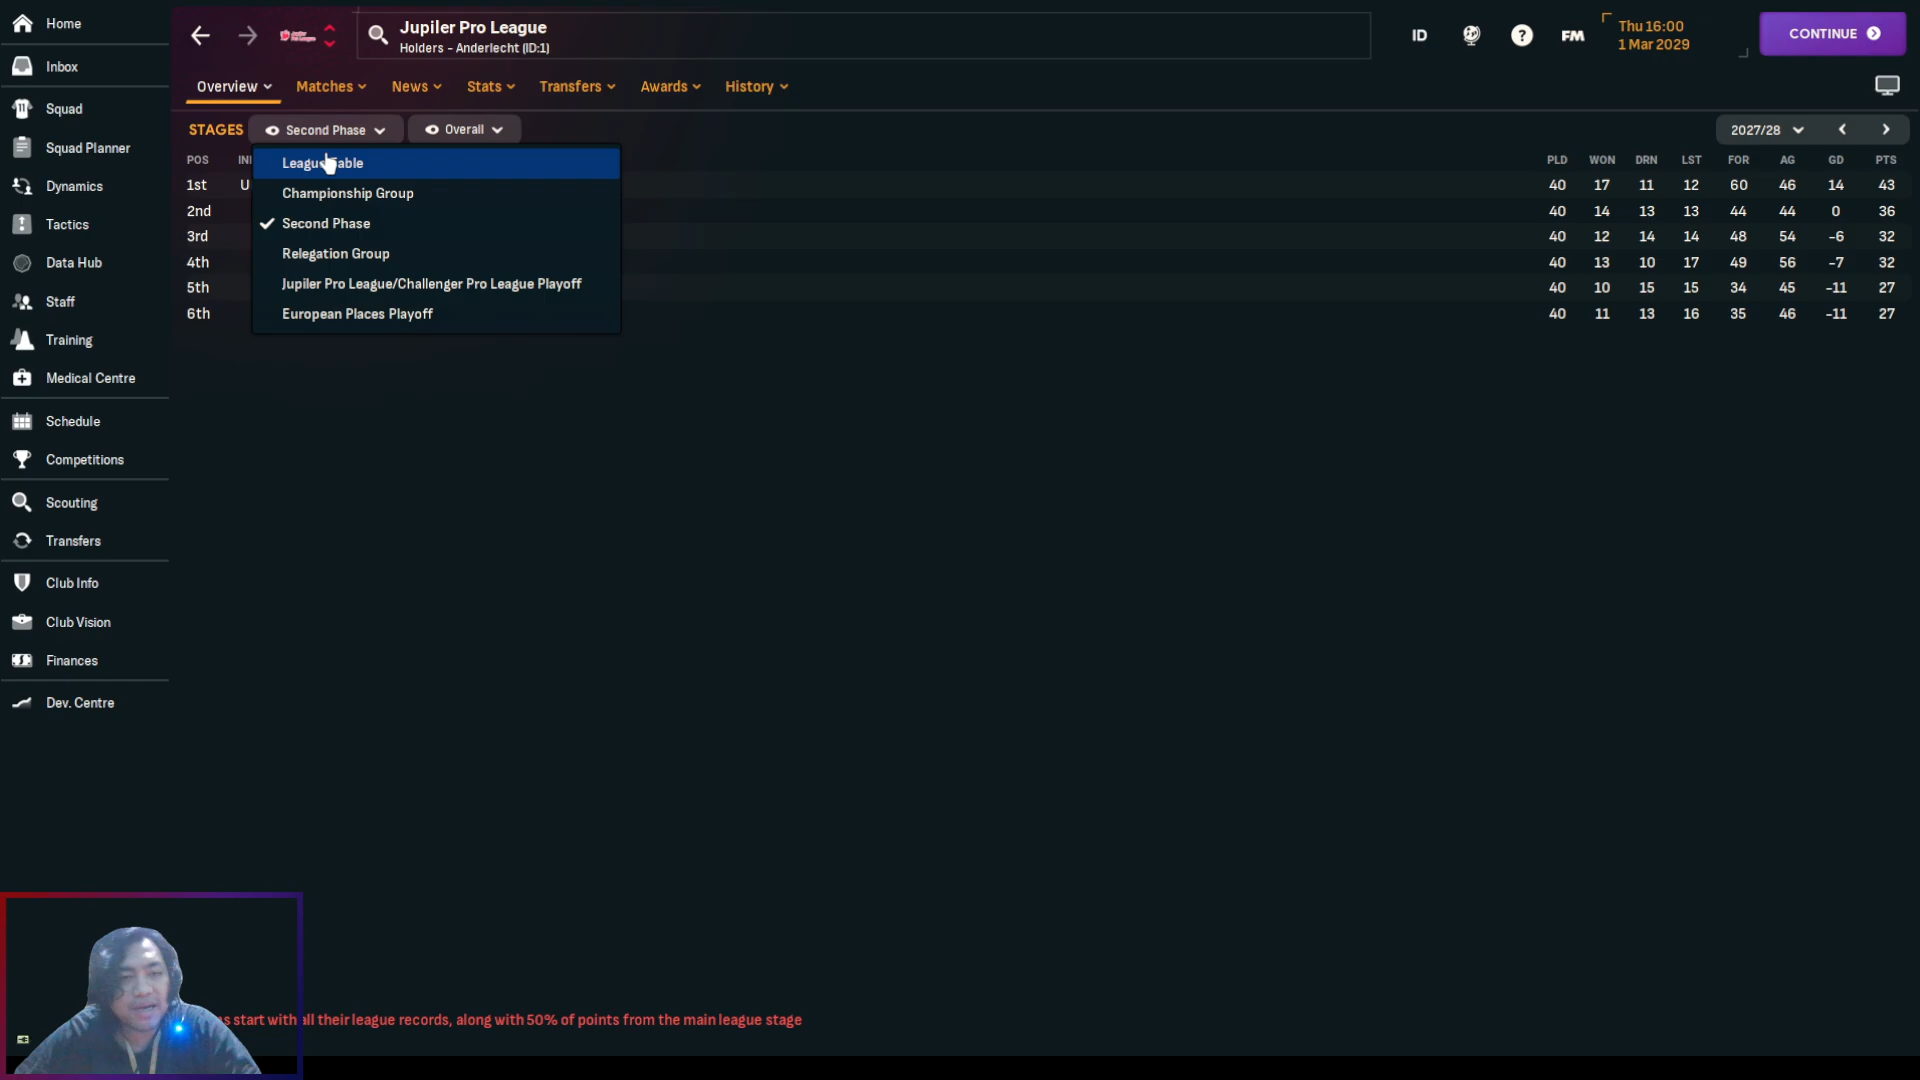 Home
Inbox
Squad
Squad Planner
Dynamics
Tactics
Data Hub
Staff
Training
Medical Centre
Schedule
Competitions
Scouting
Transfers
Club Info
Club Vision
Finances
Dev. Centre
Jupiler Pro League
Holders - Anderlecht (ID:1)
ID
?
FM
Thu 16:00
1 Mar 2029
CONTINUE
Overview Matches News Stats Transfers Awards History
STAGES Second Phase Overall 2027/28
League Table
Championship Group
Second Phase
Relegation Group
Jupiler Pro League/Challenger Pro League Playoff
European Places Playoff
POS PLD WON DRN LST FOR AG GD PTS
1st U 40 17 11 12 60 46 14 43
2nd 40 14 13 13 44 44 0 36
3rd 40 12 14 14 48 54 -6 32
4th 40 13 10 17 49 56 -7 32
5th 40 10 15 15 34 45 -11 27
6th 40 11 13 16 35 46 -11 27
start with all their league records, along with 50% of points from the main league stage